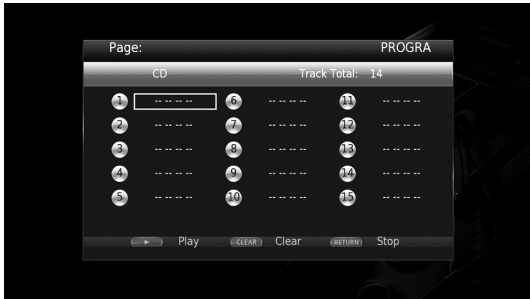 Page: PROGRA
CD Track Total: 14
1 -- -- -- -- 6 -- -- -- -- 11 -- -- -- --
2 -- -- -- -- 7 -- -- -- -- 12 -- -- -- --
3 -- -- -- -- 8 -- -- -- -- 13 -- -- -- --
4 -- -- -- -- 9 -- -- -- -- 14 -- -- -- --
5 -- -- -- -- 10 -- -- -- -- 15 -- -- -- --
Play CLEAR Clear RETURN Stop